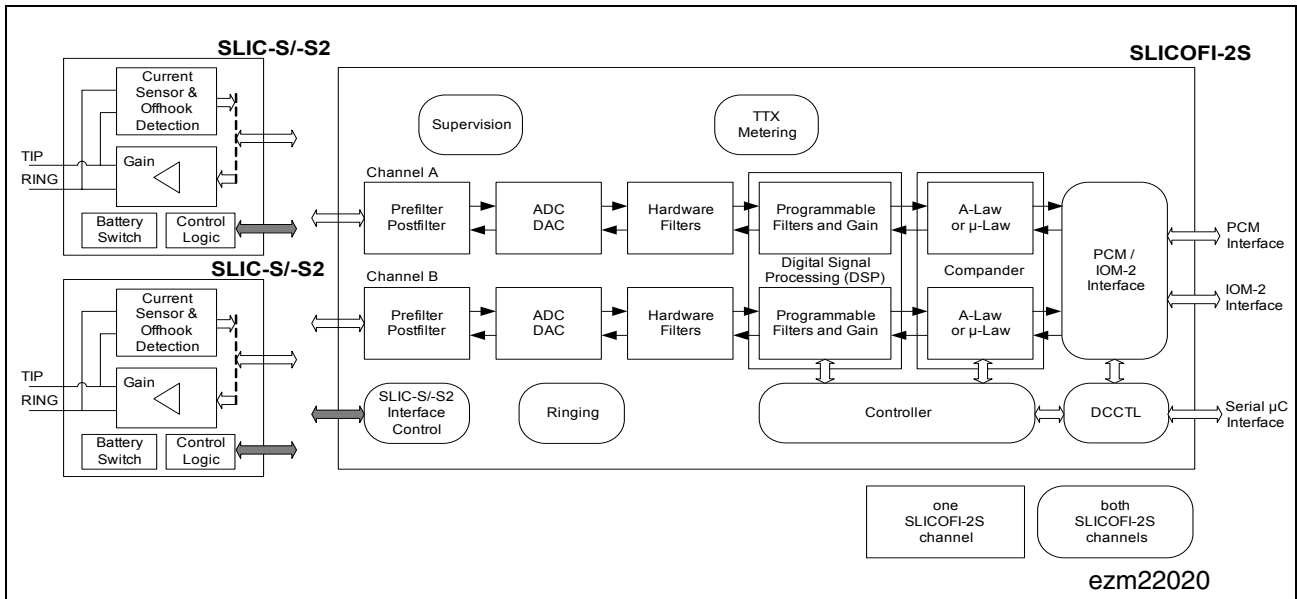 SLIC-S/-S2
SLICOFI-2S
Current
Sensor &
Offhook
Detection
TIP
RING
Gain
Battery
Switch
Control
Logic
SLIC-S/-S2
Current
Sensor &
Offhook
Detection
TIP
RING
Gain
Battery
Switch
Control
Logic
Supervision
TTX
Metering
Channel A
Prefilter
Postfilter
ADC
DAC
Hardware
Filters
Programmable
Filters and Gain
A-Law
or µ-Law
Digital Signal
Processing (DSP)
Compander
PCM /
IOM-2
Interface
PCM
Interface
IOM-2
Interface
Channel B
Prefilter
Postfilter
ADC
DAC
Hardware
Filters
Programmable
Filters and Gain
A-Law
or µ-Law
SLIC-S/-S2
Interface
Control
Ringing
Controller
DCCTL
Serial µC
Interface
one
SLICOFI-2S
channel
both
SLICOFI-2S
channels
ezm22020